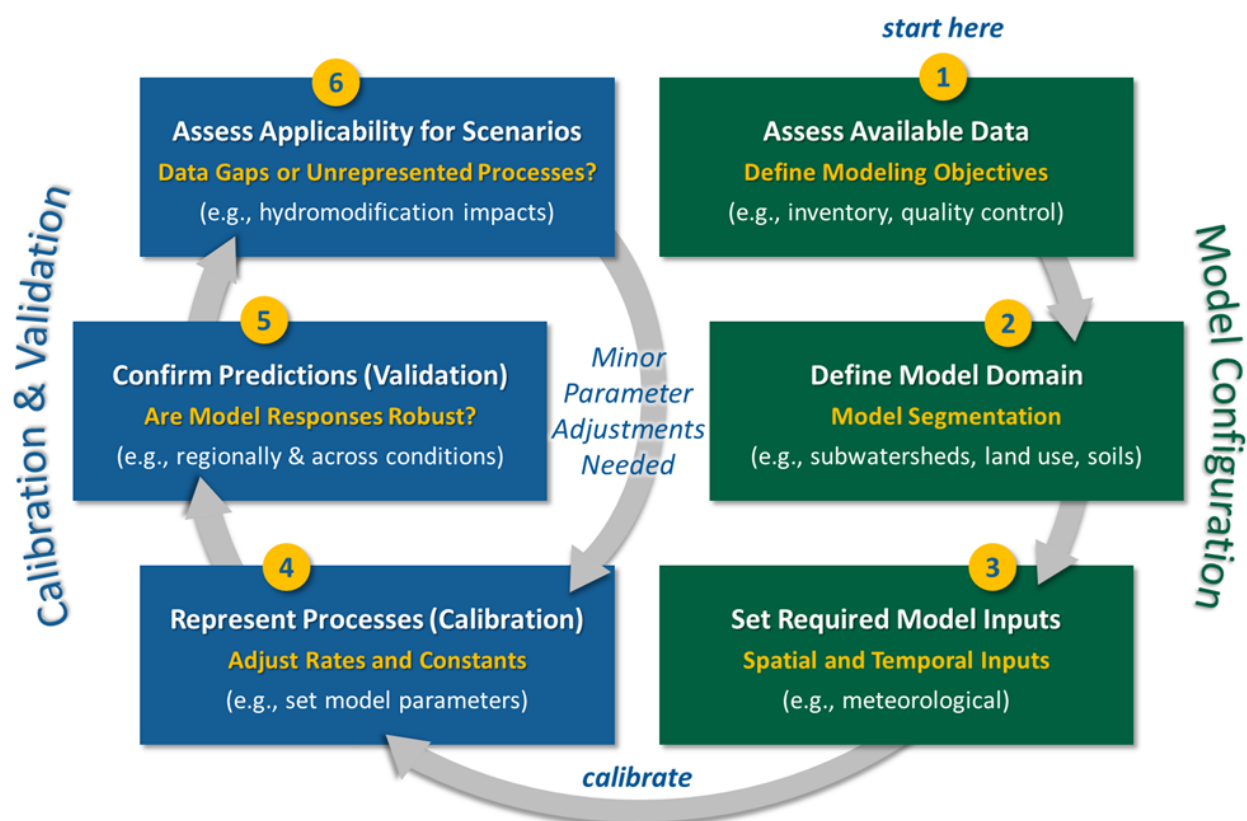 start here
1
Assess Available Data
Define Modeling Objectives
(e.g., inventory, quality control)
2
Define Model Domain
Model Segmentation
(e.g., subwatersheds, land use, soils)
3
Set Required Model Inputs
Spatial and Temporal Inputs
(e.g., meteorological)
Model Configuration
calibrate
4
Represent Processes (Calibration)
Adjust Rates and Constants
(e.g., set model parameters)
5
Confirm Predictions (Validation)
Are Model Responses Robust?
(e.g., regionally & across conditions)
6
Assess Applicability for Scenarios
Data Gaps or Unrepresented Processes?
(e.g., hydromodification impacts)
Minor
Parameter
Adjustments
Needed
Calibration & Validation